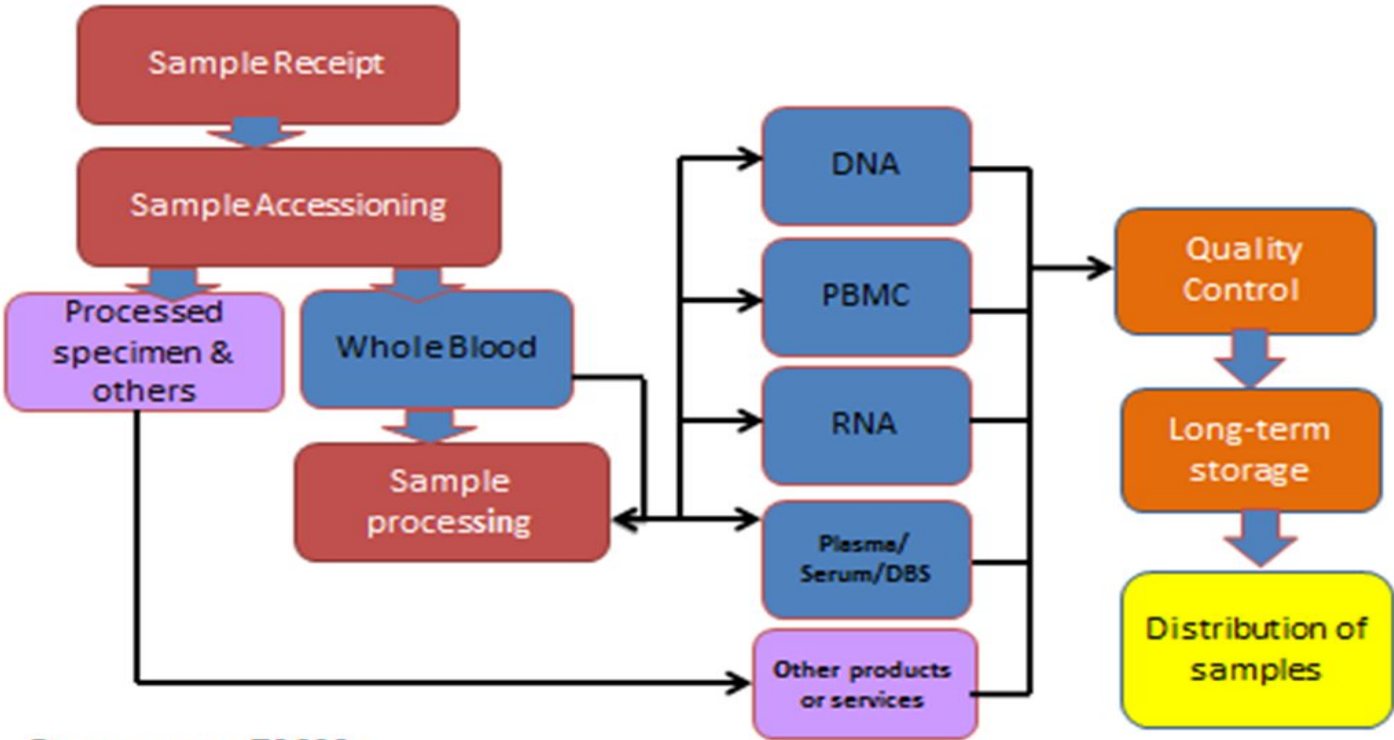 Sample Receipt
Sample Accessioning
Processed
specimen &
others
Whole Blood
Sample
processing
DNA
PBMC
RNA
Plasma/
Serum/DBS
Other products
or services
Quality
Control
Long-term
storage
Distribution of
samples